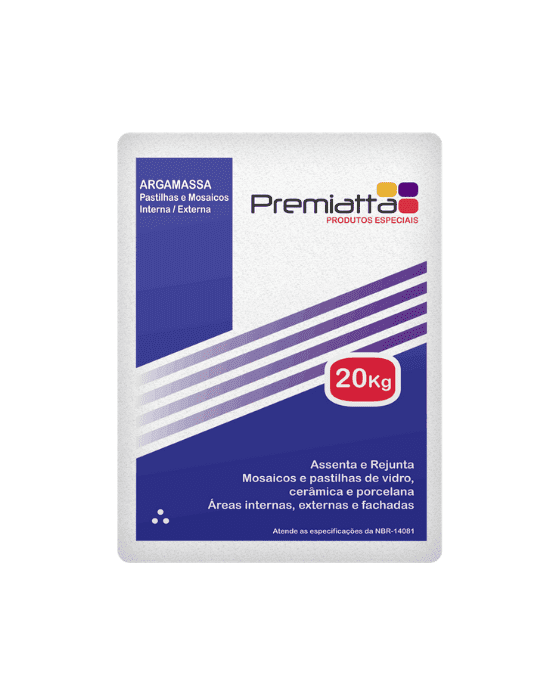 ARGAMASSA
Pastilhas e Mosaicos
Interna / Externa
Premiatta
PRODUTOS ESPECIAIS
20Kg
Assenta e Rejunta
Mosaicos e pastilhas de vidro,
cerâmica e porcelana
Áreas internas, externas e fachadas
Atende as especificações da NBR-14081